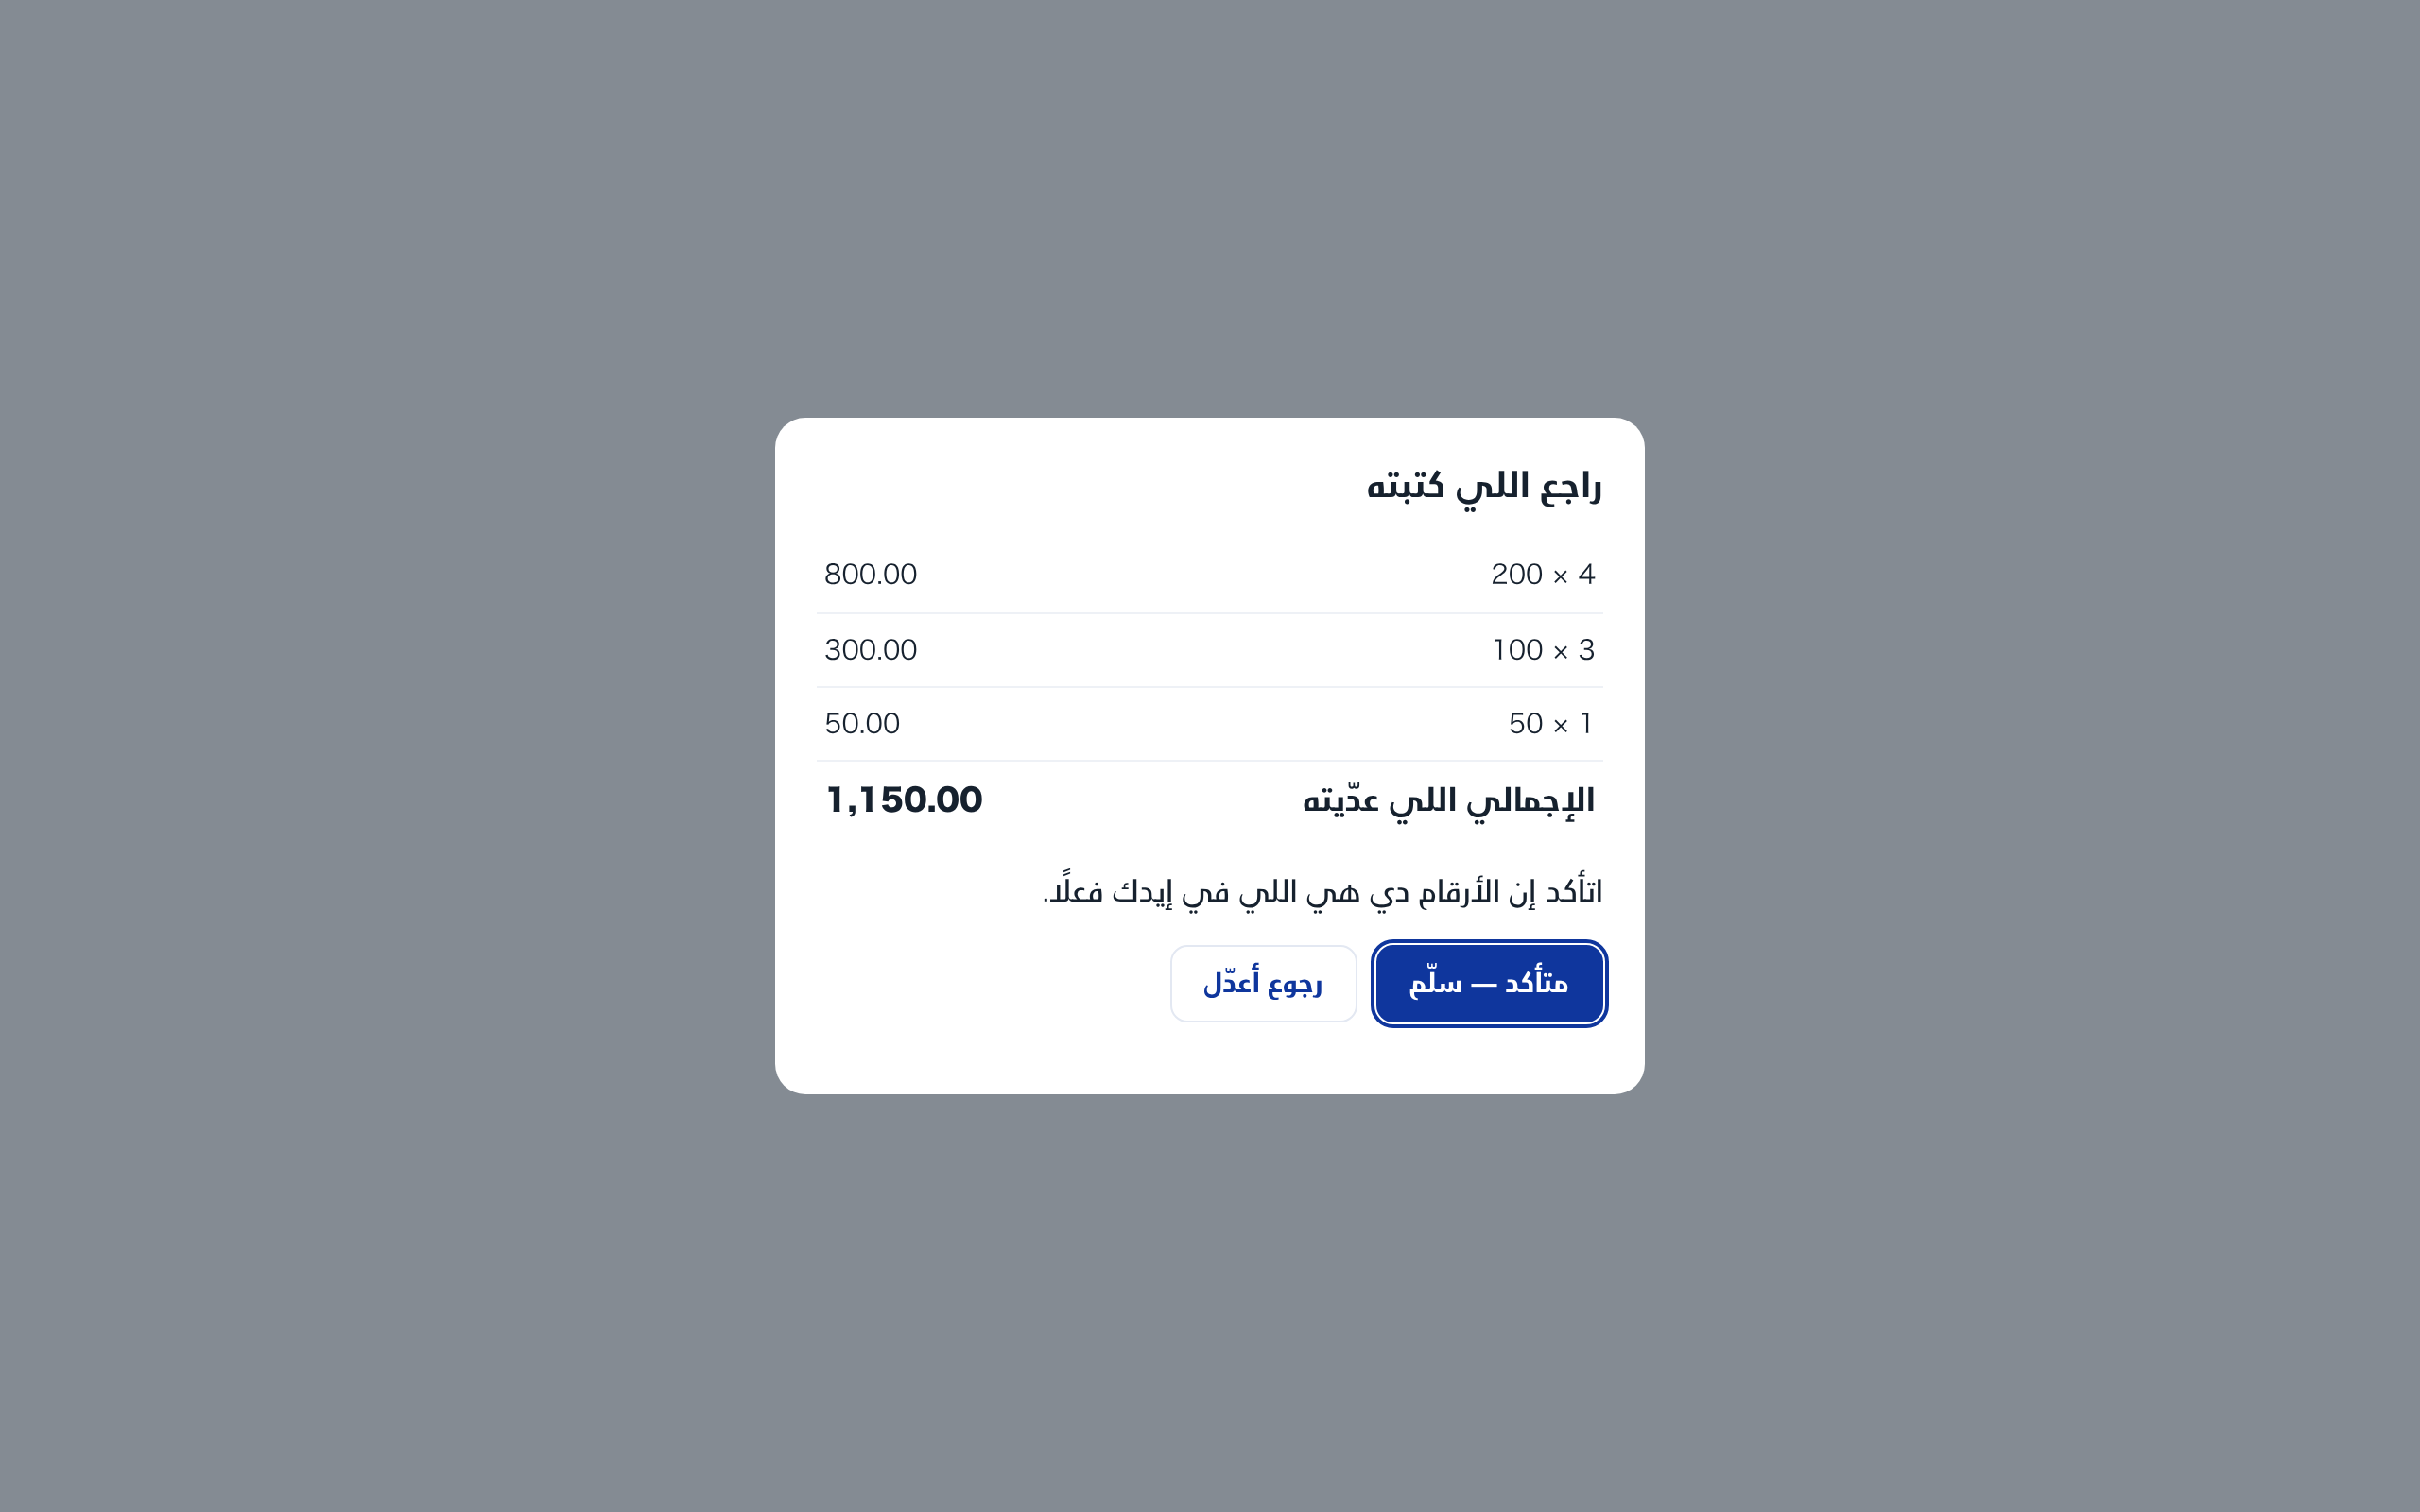 راجع اللي كتبته
200 × 4 800.00
100 × 3 300.00
50 × 1 50.00
الإجمالي اللي عدّيته 1,150.00
اتأكد إن الأرقام دي هي اللي في إيدك فعلًا.
متأكد — سلّم رجوع أعدّل